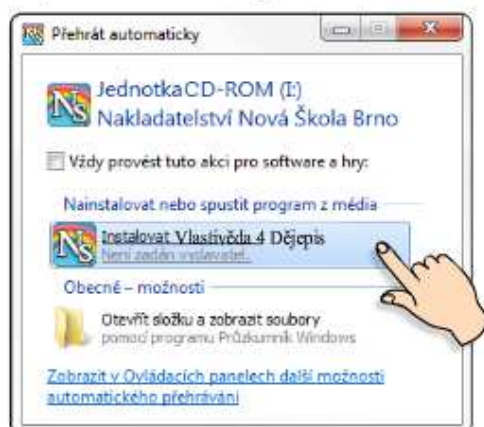 Přehrát automaticky
JednotkaCD-ROM (I:)
Nakladatelství Nová Škola Brno
Vždy provést tuto akci pro software a hry:
Nainstalovat nebo spustit program z média
Instalovat Vlastivěda 4 Dějepis
Není zadán vydavatel.
Obecné – možnosti
Otevřít složku a zobrazit soubory
pomocí programu Průzkumník Windows
Zobrazit v Ovládacích panelech další možnosti
automatického přehrávání